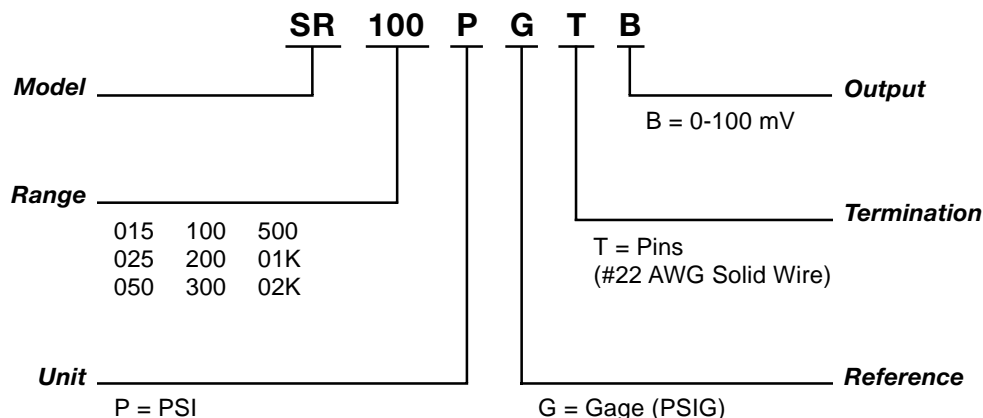 SR 100 P G T B
Model
Output
B = 0-100 mV
Range
Termination
015 100 500
025 200 01K
050 300 02K
T = Pins
(#22 AWG Solid Wire)
Unit
Reference
P = PSI
G = Gage (PSIG)